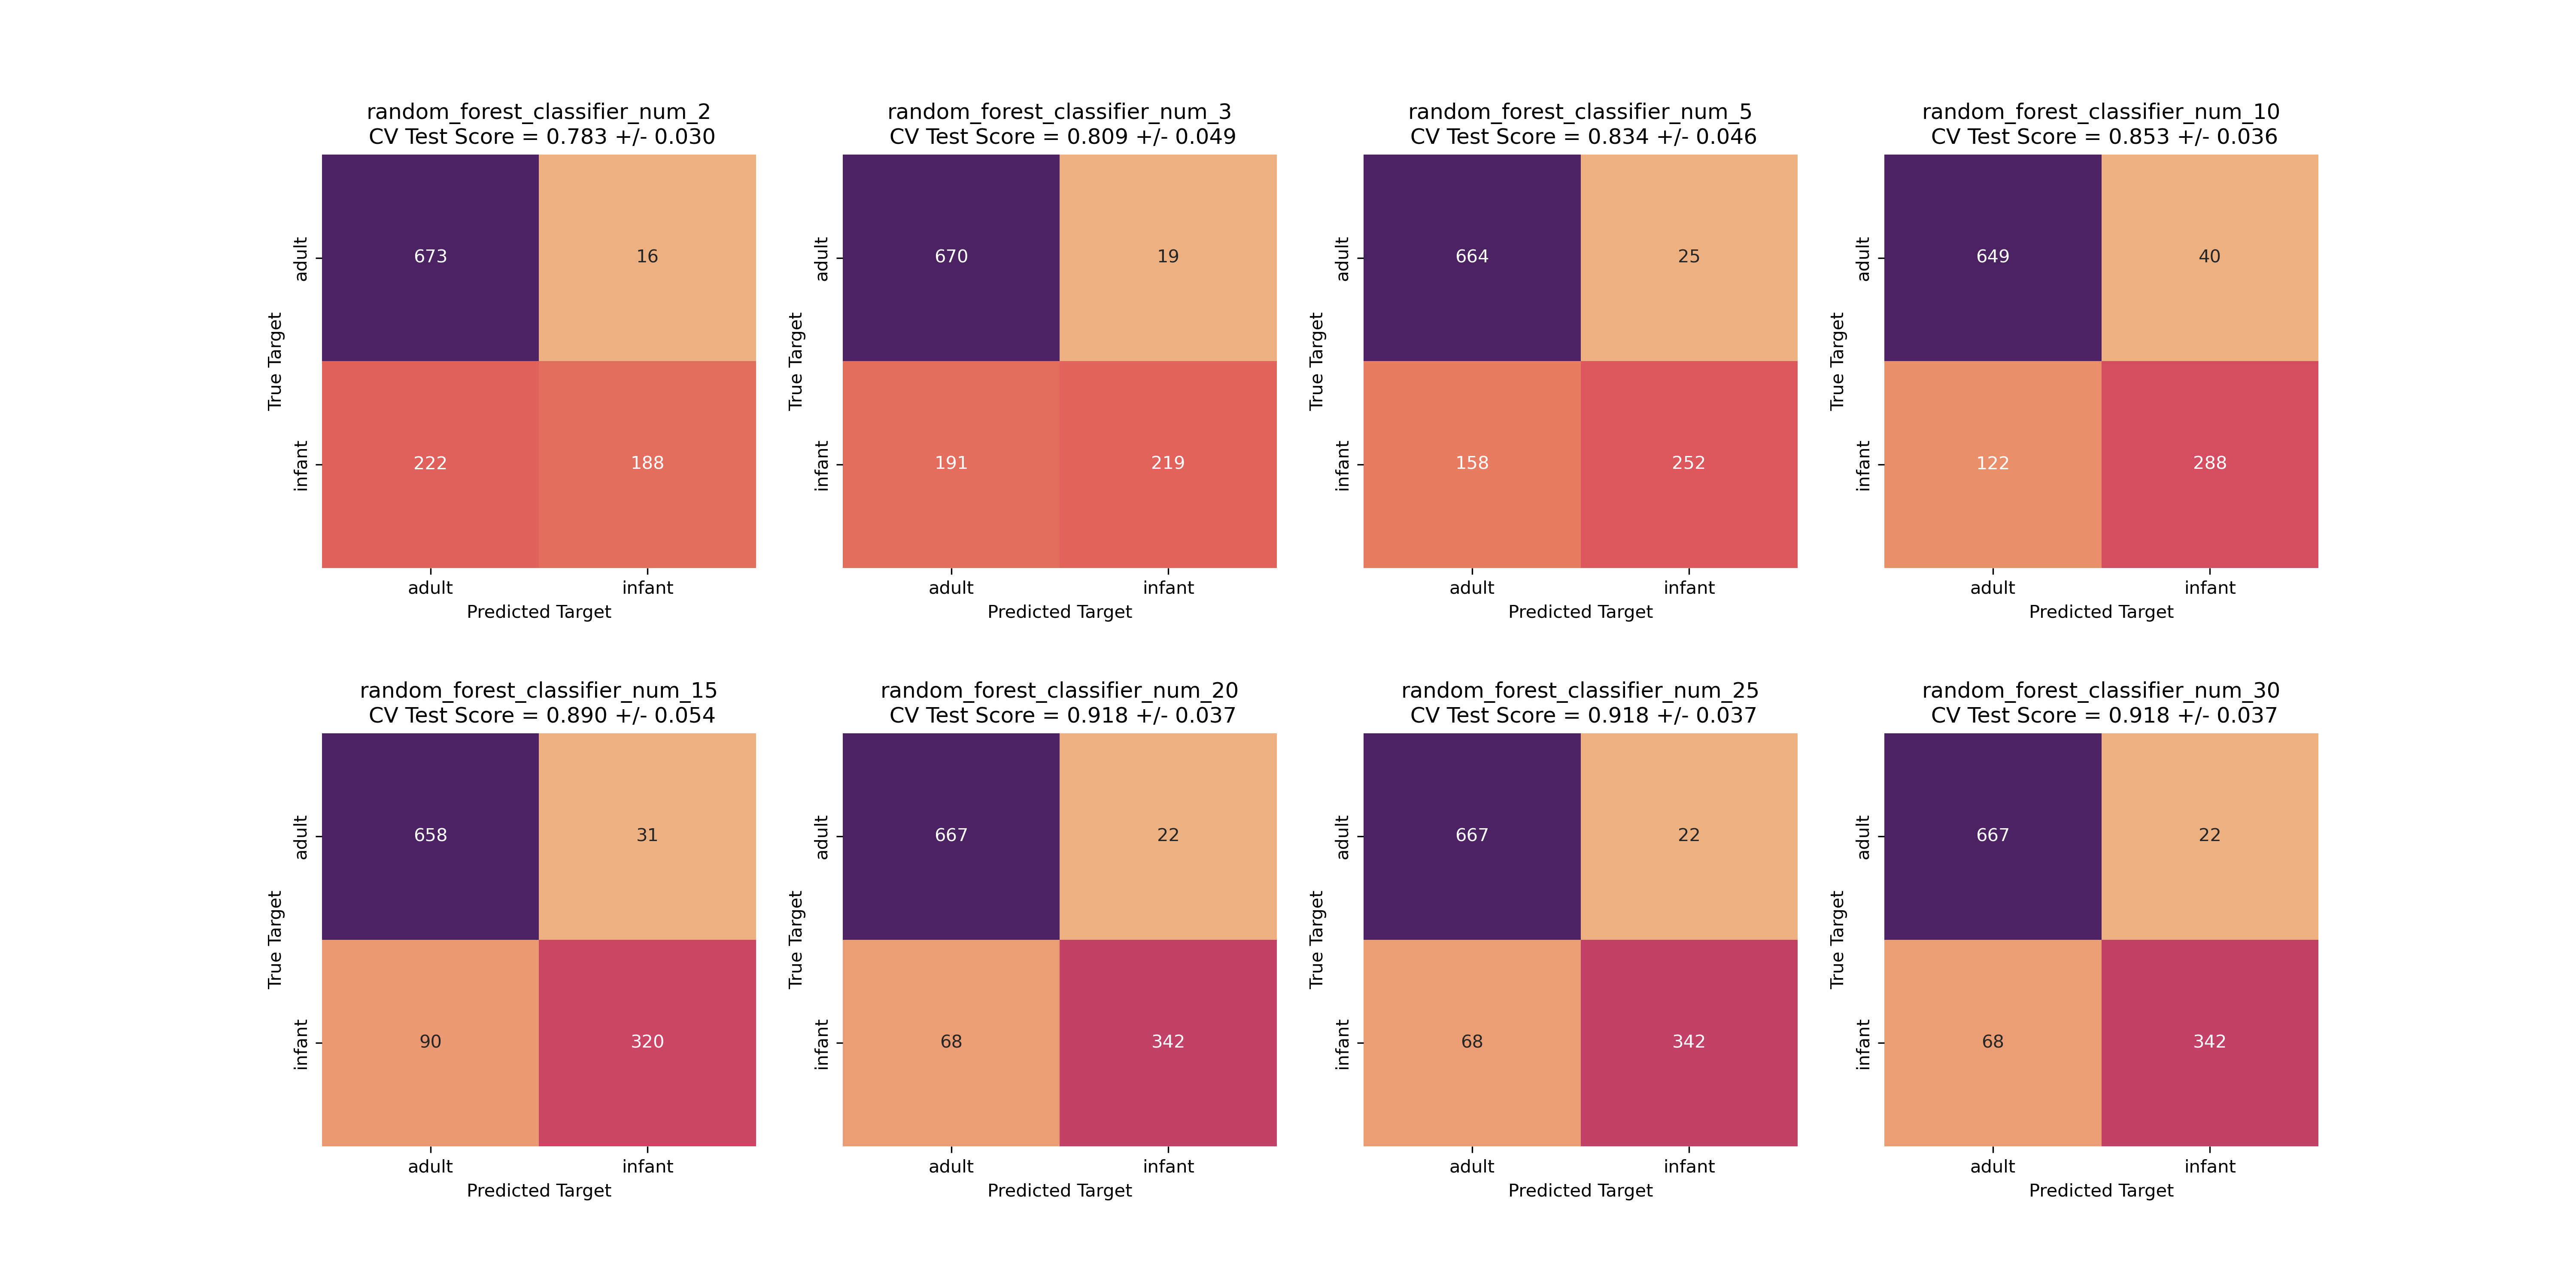 random_forest_classifier_num_2
CV Test Score = 0.783 +/- 0.030
True Target
adult
infant
673
16
222
188
adult
infant
Predicted Target
random_forest_classifier_num_3
CV Test Score = 0.809 +/- 0.049
True Target
adult
infant
670
19
191
219
adult
infant
Predicted Target
random_forest_classifier_num_5
CV Test Score = 0.834 +/- 0.046
True Target
adult
infant
664
25
158
252
adult
infant
Predicted Target
random_forest_classifier_num_10
CV Test Score = 0.853 +/- 0.036
True Target
adult
infant
649
40
122
288
adult
infant
Predicted Target
random_forest_classifier_num_15
CV Test Score = 0.890 +/- 0.054
True Target
adult
infant
658
31
90
320
adult
infant
Predicted Target
random_forest_classifier_num_20
CV Test Score = 0.918 +/- 0.037
True Target
adult
infant
667
22
68
342
adult
infant
Predicted Target
random_forest_classifier_num_25
CV Test Score = 0.918 +/- 0.037
True Target
adult
infant
667
22
68
342
adult
infant
Predicted Target
random_forest_classifier_num_30
CV Test Score = 0.918 +/- 0.037
True Target
adult
infant
667
22
68
342
adult
infant
Predicted Target